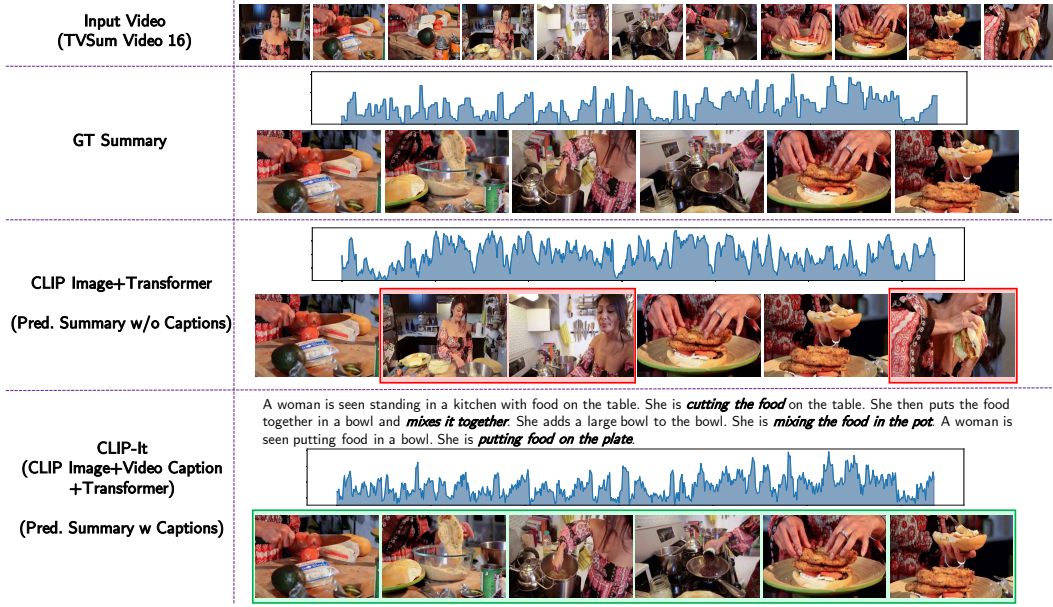 Input Video
(TVSum Video 16)
GT Summary
CLIP Image+Transformer
(Pred. Summary w/o Captions)
A woman is seen standing in a kitchen with food on the table. She is cutting the food on the table. She then puts the food
together in a bowl and mixes it together. She adds a large bowl to the bowl. She is mixing the food in the pot. A woman is
seen putting food in a bowl. She is putting food on the plate.
CLIP-It
(CLIP Image+Video Caption
+Transformer)
(Pred. Summary w Captions)